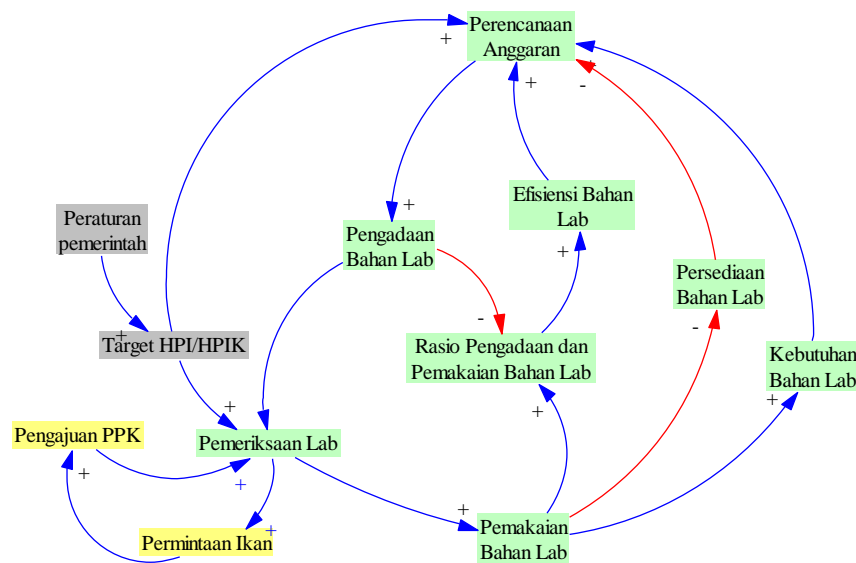 Perencanaan
Anggaran
+
+
-
+
Efisiensi Bahan
Lab
Peraturan
pemerintah
+
Pengadaan
Bahan Lab
+
Persediaan
Bahan Lab
-
-
+
Target HPI/HPIK
Rasio Pengadaan dan
Pemakaian Bahan Lab
Kebutuhan
Bahan Lab
+
+
+
Pengajuan PPK
Pemeriksaan Lab
+
+
+
+
Permintaan Ikan
Pemakaian
Bahan Lab